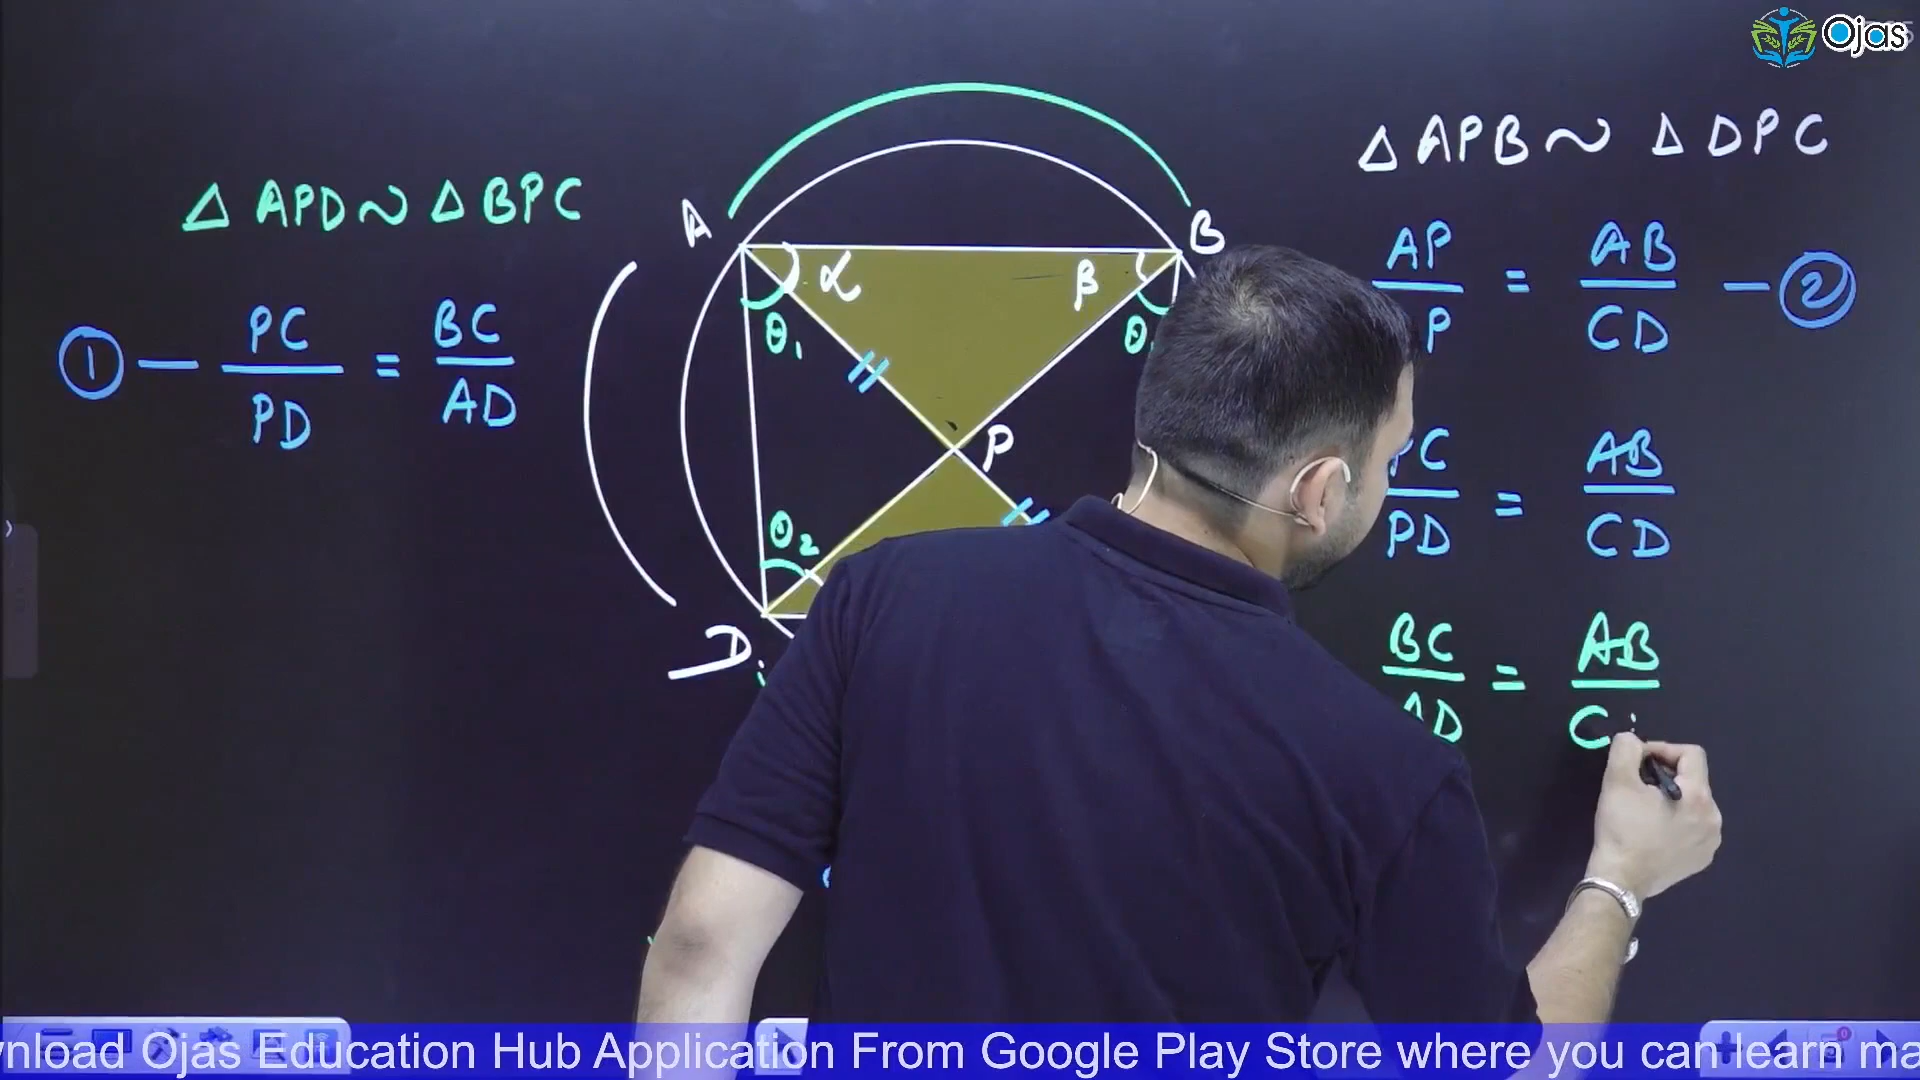 Ojas
△ APD ~ △ BPC
① — PC/PD = BC/AD
A
B
α
β
θ₁
θ
P
θ₂
D
△ APB ~ △ DPC
AP/P = AB/CD — ②
PC/PD = AB/CD
BC/AD = AB/C
nload Ojas Education Hub Application From Google Play Store where you can learn ma